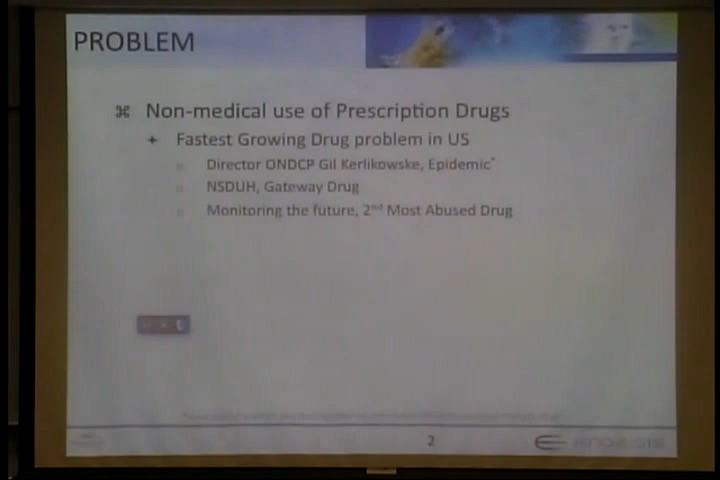 PROBLEM
⌘ Non-medical use of Prescription Drugs
+ Fastest Growing Drug problem in US
Director ONDCP Gil Kerlikowske, Epidemic*
NSDUH, Gateway Drug
Monitoring the future, 2nd Most Abused Drug
2